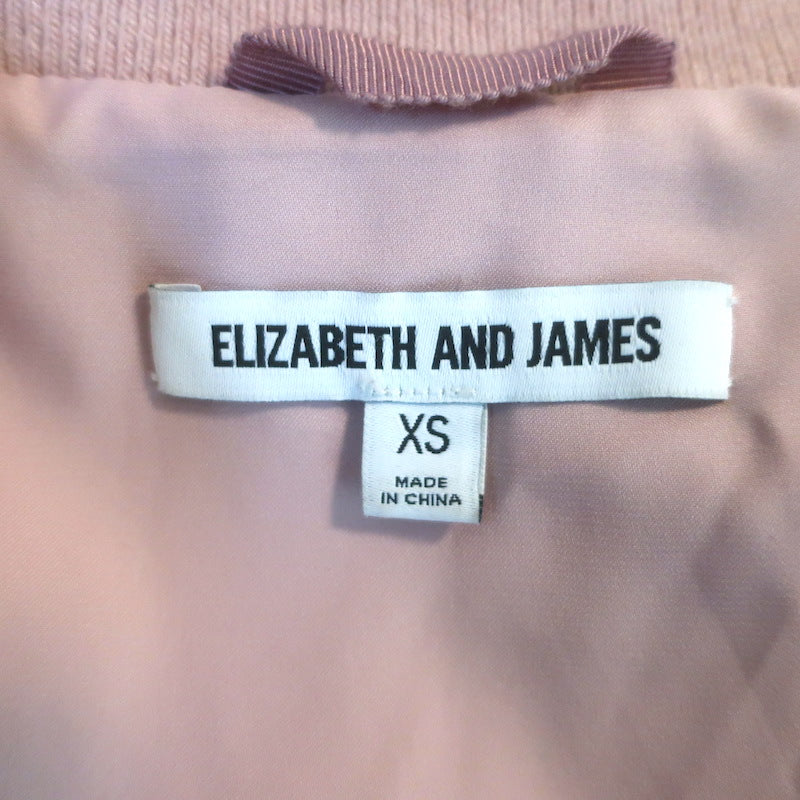 ELIZABETH AND JAMES
XS
MADE
IN CHINA